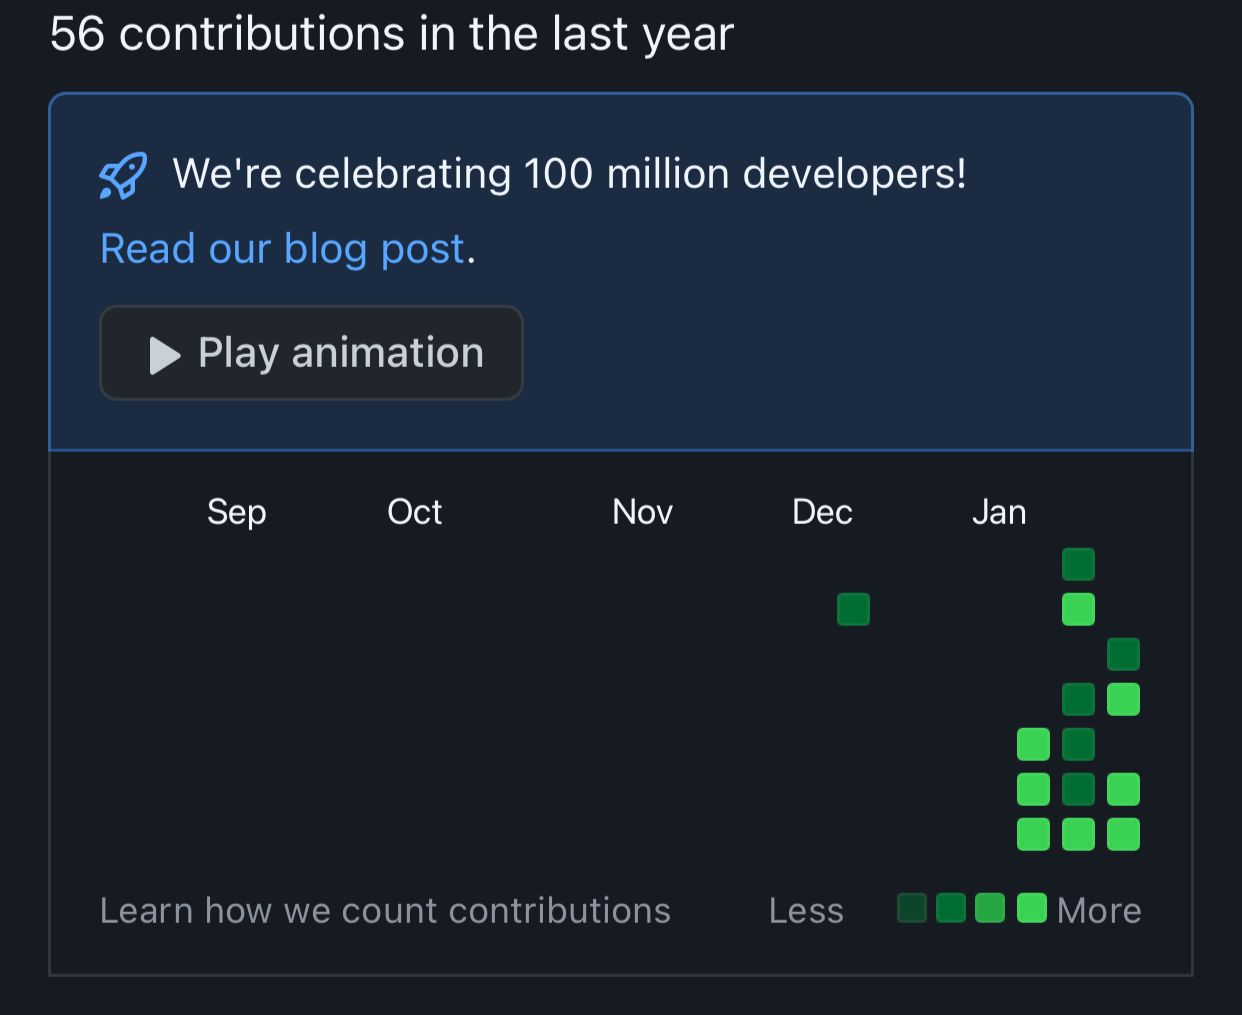 56 contributions in the last year
We're celebrating 100 million developers!
Read our blog post.
Play animation
Sep Oct Nov Dec Jan
Learn how we count contributions Less More